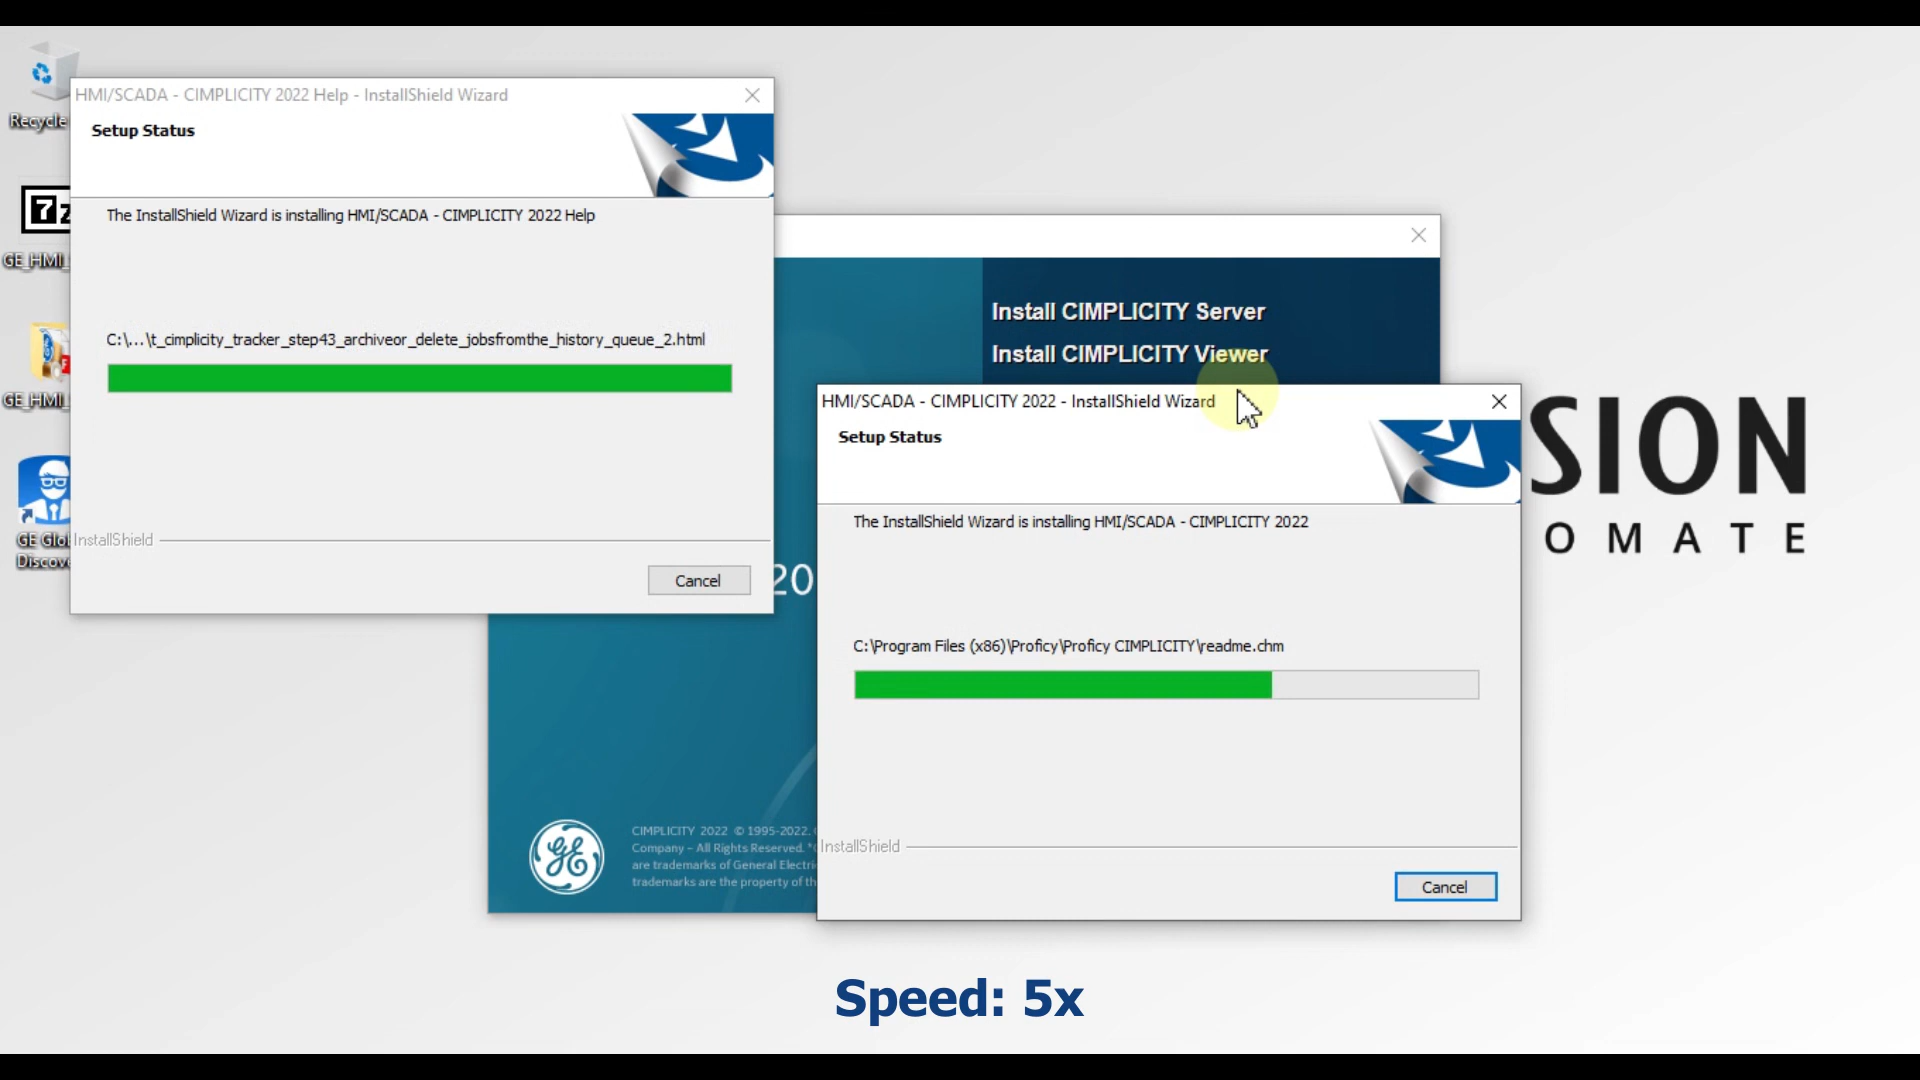 Recycle
HMI/SCADA - CIMPLICITY 2022 Help - InstallShield Wizard
Setup Status
The InstallShield Wizard is installing HMI/SCADA - CIMPLICITY 2022 Help
C:\...\t_cimplicity_tracker_step43_archiveor_delete_jobsfromthe_history_queue_2.html
InstallShield
Cancel
7z
GE_HMI_
GE_HMI_
GE Glo
Discov
Install CIMPLICITY Server
Install CIMPLICITY Viewer
20
HMI/SCADA - CIMPLICITY 2022 - InstallShield Wizard
Setup Status
The InstallShield Wizard is installing HMI/SCADA - CIMPLICITY 2022
C:\Program Files (x86)\Proficy\Proficy CIMPLICITY\readme.chm
InstallShield
Cancel
CIMPLICITY 2022 © 1995-2022.
Company – All Rights Reserved.
are trademarks of General Electri
trademarks are the property of th
SION
OMATE
Speed: 5x